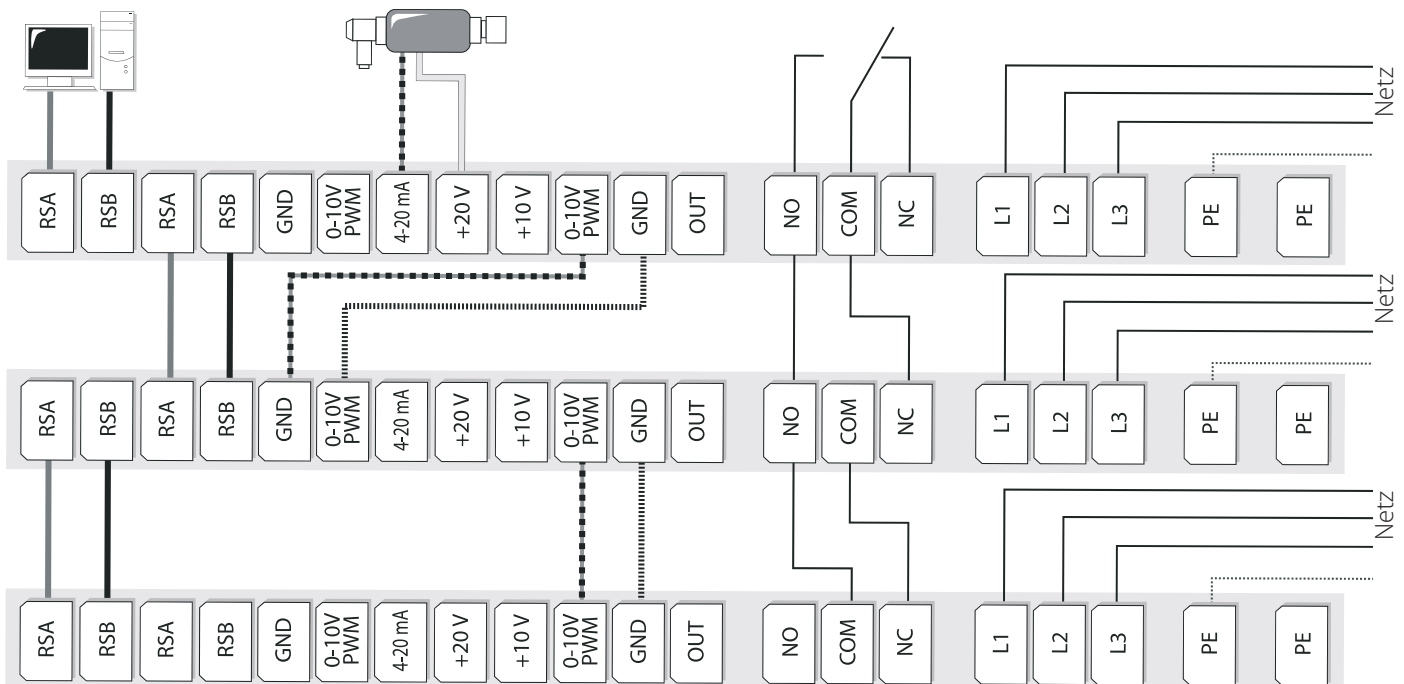 Netz
RSA
RSB
RSA
RSB
GND
0-10V
PWM
4-20 mA
+20 V
+10 V
0-10V
PWM
GND
OUT
NO
COM
NC
L1
L2
L3
PE
PE
Netz
RSA
RSB
RSA
RSB
GND
0-10V
PWM
4-20 mA
+20 V
+10 V
0-10V
PWM
GND
OUT
NO
COM
NC
L1
L2
L3
PE
PE
Netz
RSA
RSB
RSA
RSB
GND
0-10V
PWM
4-20 mA
+20 V
+10 V
0-10V
PWM
GND
OUT
NO
COM
NC
L1
L2
L3
PE
PE